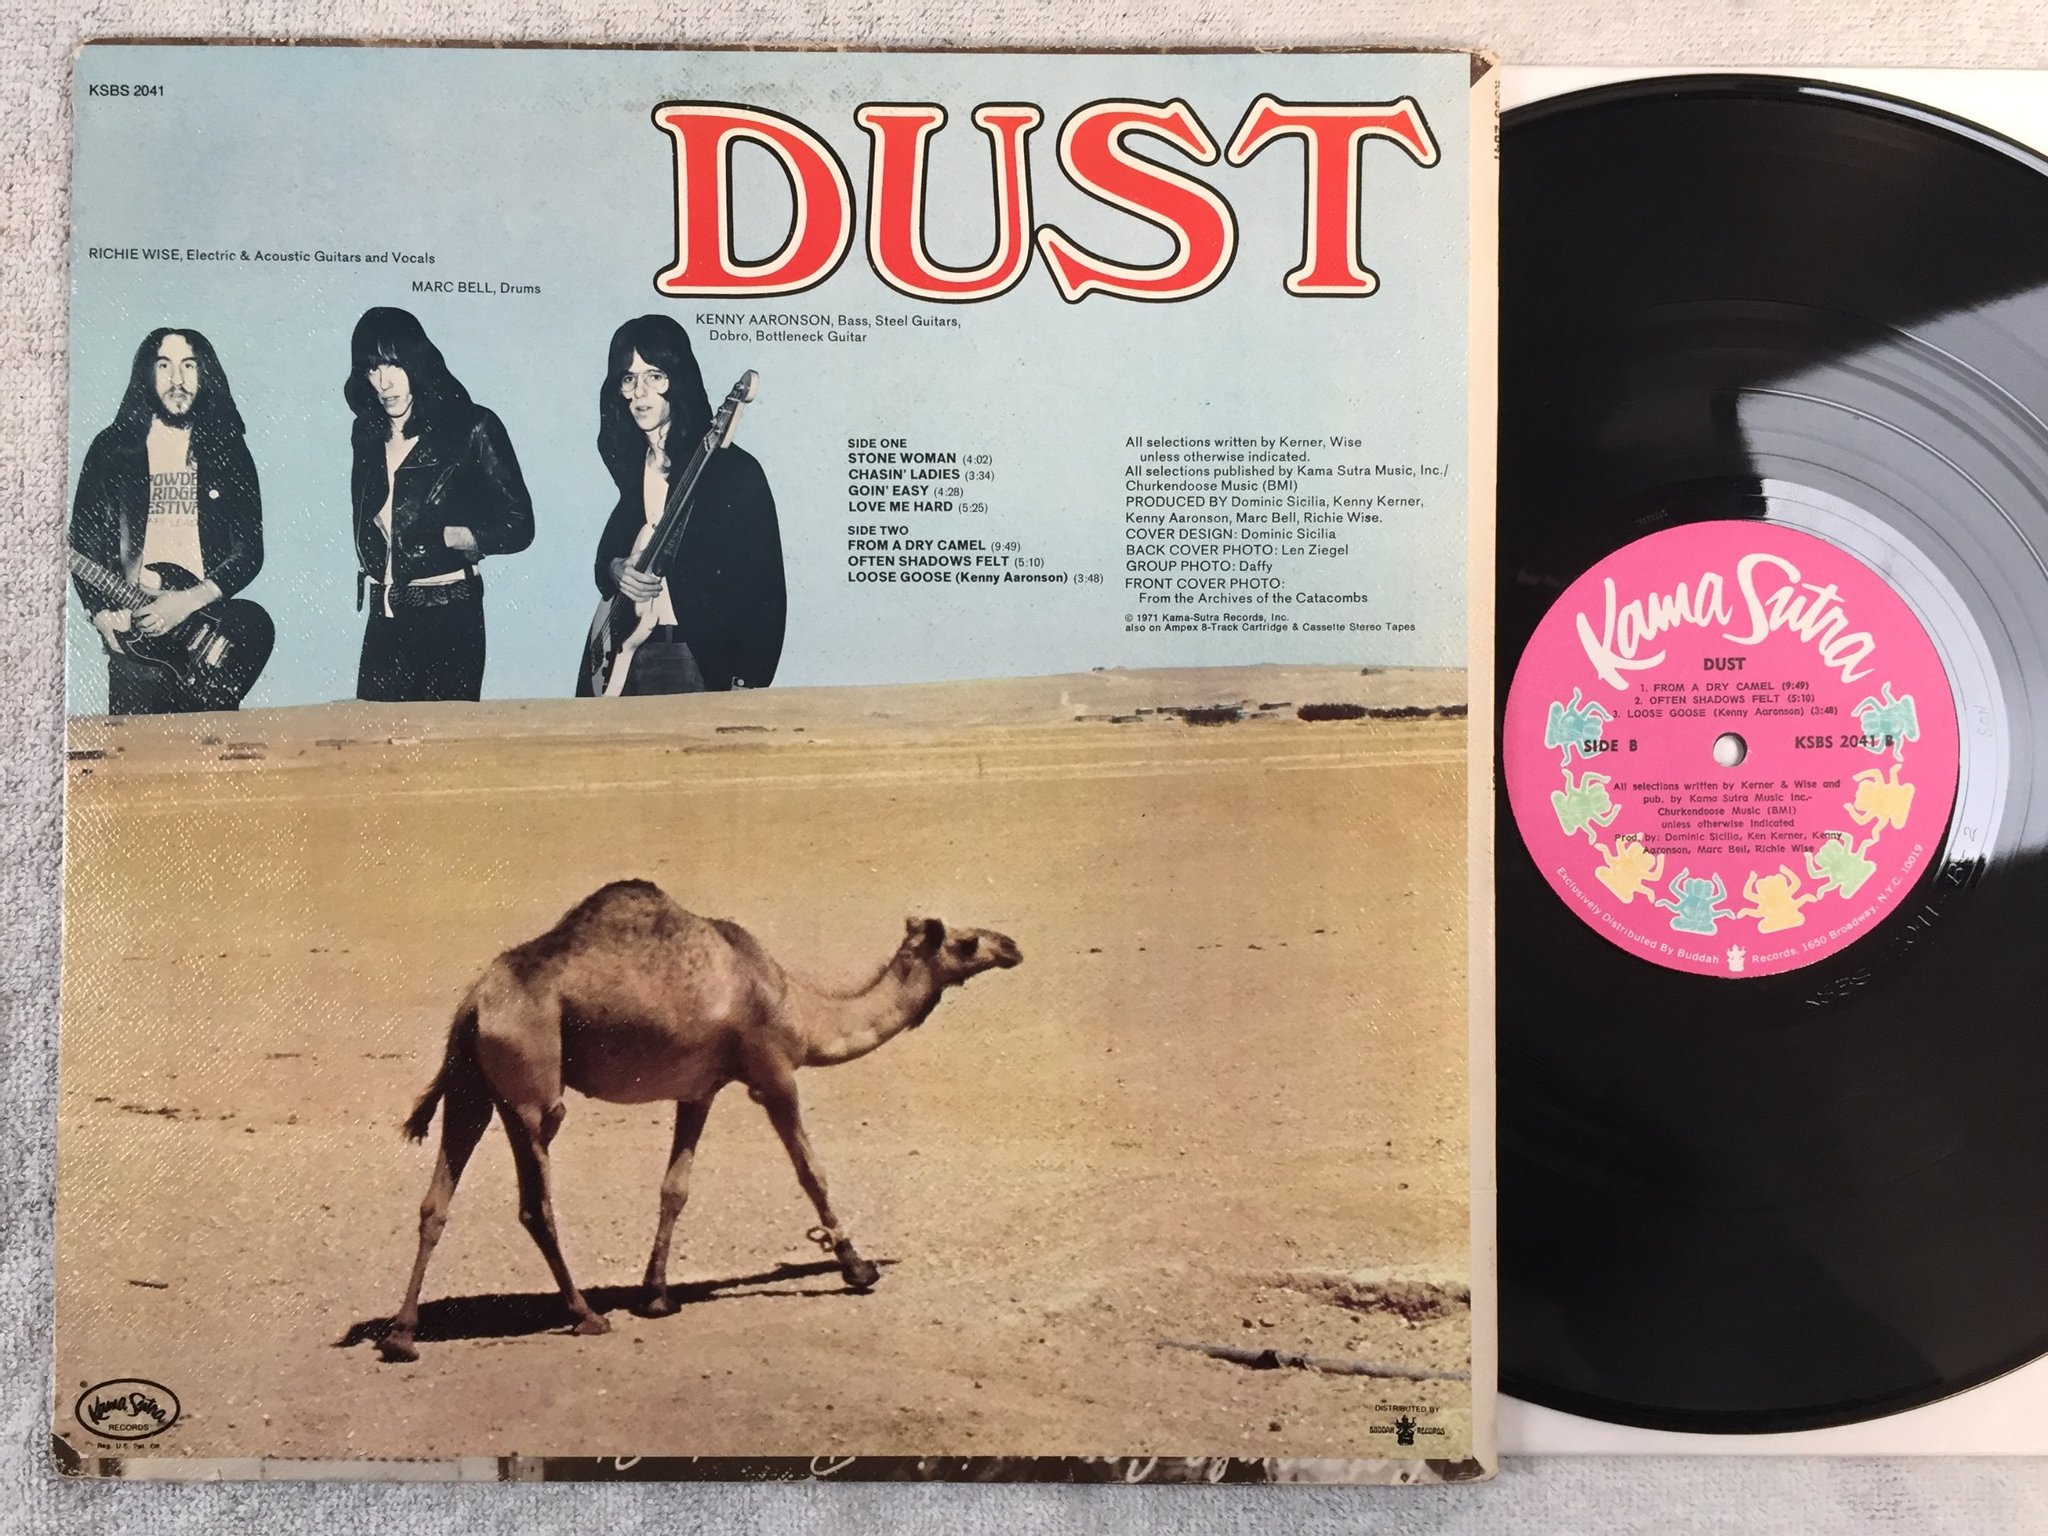 KSBS 2041
DUST
RICHIE WISE, Electric & Acoustic Guitars and Vocals
MARC BELL, Drums
KENNY AARONSON, Bass, Steel Guitars,
Dobro, Bottleneck Guitar
SIDE ONE
STONE WOMAN (4:02)
CHASIN' LADIES (3:34)
GOIN' EASY (4:28)
LOVE ME HARD (5:25)
SIDE TWO
FROM A DRY CAMEL (9:49)
OFTEN SHADOWS FELT (5:10)
LOOSE GOOSE (Kenny Aaronson) (3:48)
All selections written by Kerner, Wise
unless otherwise indicated.
All selections published by Kama Sutra Music, Inc./
Churkendoose Music (BMI)
PRODUCED BY Dominic Sicilia, Kenny Kerner,
Kenny Aaronson, Marc Bell, Richie Wise.
COVER DESIGN: Dominic Sicilia
BACK COVER PHOTO: Len Ziegel
GROUP PHOTO: Daffy
FRONT COVER PHOTO:
From the Archives of the Catacombs
© 1971 Kama-Sutra Records, Inc.
also on Ampex 8-Track Cartridge & Cassette Stereo Tapes
Kama Sutra
RECORDS
Reg. U.S. Pat. Off.
DISTRIBUTED BY
BUDDAH RECORDS
Kama Sutra
DUST
1. FROM A DRY CAMEL (9:49)
2. OFTEN SHADOWS FELT (5:10)
3. LOOSE GOOSE (Kenny Aaronson) (3:48)
SIDE B
KSBS 2041 B
All selections written by Kerner & Wise and
pub. by Kama Sutra Music Inc.-
Churkendoose Music (BMI)
unless otherwise indicated
Prod. by: Dominic Sicilia, Ken Kerner, Kenny
Aaronson, Marc Bell, Richie Wise
Exclusively Distributed By Buddah Records, 1650 Broadway, N.Y.C. 10019